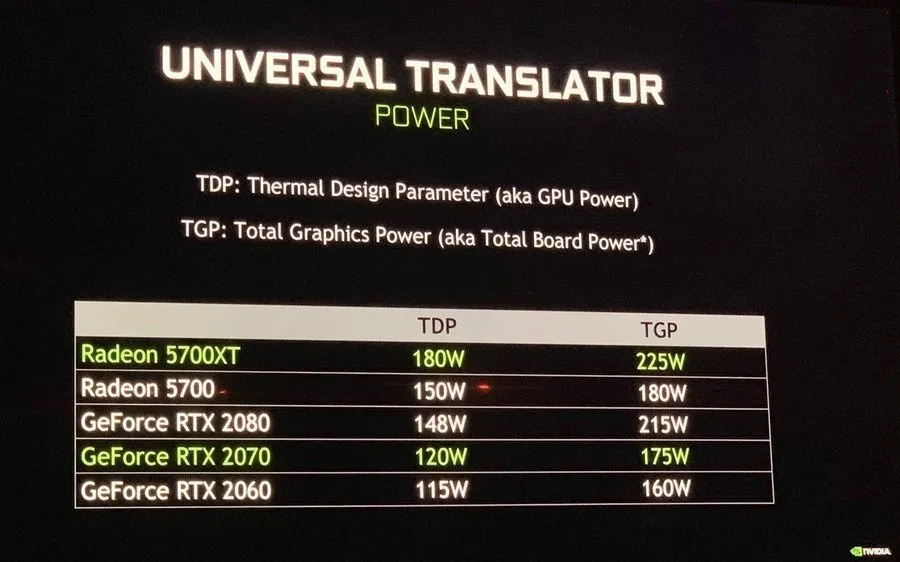 UNIVERSAL TRANSLATOR
POWER
TDP: Thermal Design Parameter (aka GPU Power)
TGP: Total Graphics Power (aka Total Board Power*)
TDP TGP
Radeon 5700XT 180W 225W
Radeon 5700 150W 180W
GeForce RTX 2080 148W 215W
GeForce RTX 2070 120W 175W
GeForce RTX 2060 115W 160W
NVIDIA.